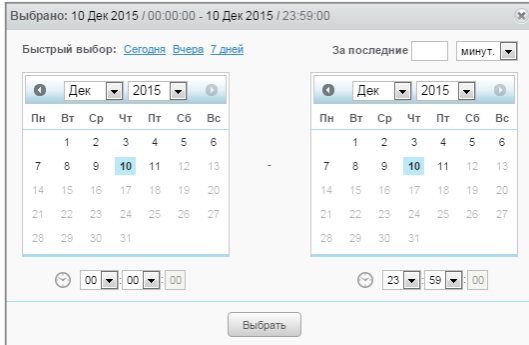 Выбрано: 10 Дек 2015 / 00:00:00 - 10 Дек 2015 / 23:59:00
Быстрый выбор: Сегодня Вчера 7 дней За последние минут.
Дек 2015 Дек 2015
Пн Вт Ср Чт Пт Сб Вс Пн Вт Ср Чт Пт Сб Вс
1 2 3 4 5 6 1 2 3 4 5 6
7 8 9 10 11 12 13 - 7 8 9 10 11 12 13
14 15 16 17 18 19 20 14 15 16 17 18 19 20
21 22 23 24 25 26 27 21 22 23 24 25 26 27
28 29 30 31 28 29 30 31
00 : 00 : 00 23 : 59 : 00
Выбрать